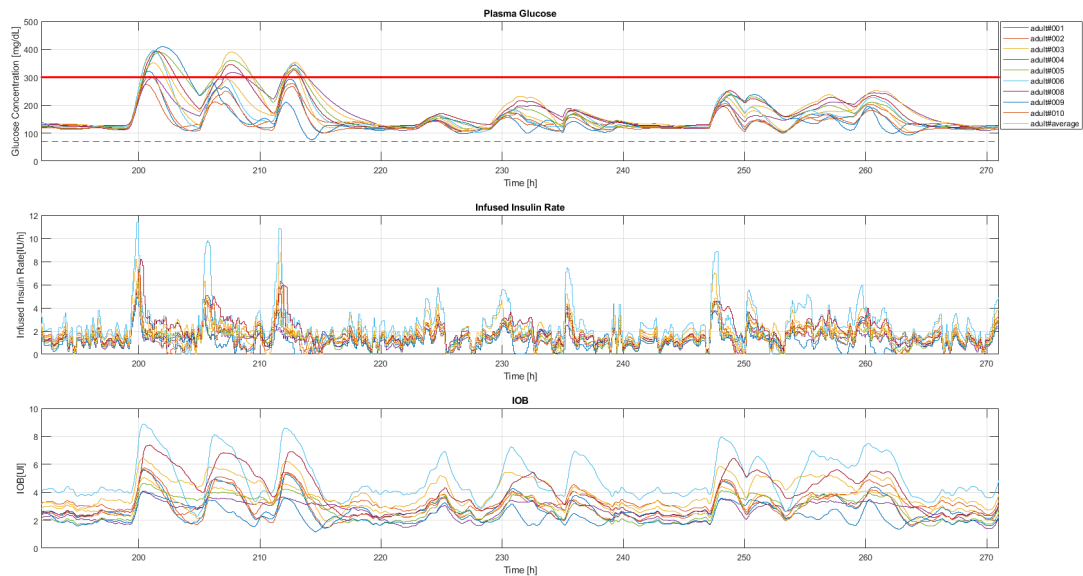 Plasma Glucose
Glucose Concentration [mg/dL]
500
400
300
200
100
0
200
210
220
230
240
250
260
270
Time [h]
adult#001
adult#002
adult#003
adult#004
adult#005
adult#006
adult#008
adult#009
adult#010
adult#average
Infused Insulin Rate
Infused Insulin Rate[IU/h]
12
10
8
6
4
2
0
200
210
220
230
240
250
260
270
Time [h]
IOB
IOB[UI]
10
8
6
4
2
0
200
210
220
230
240
250
260
270
Time [h]